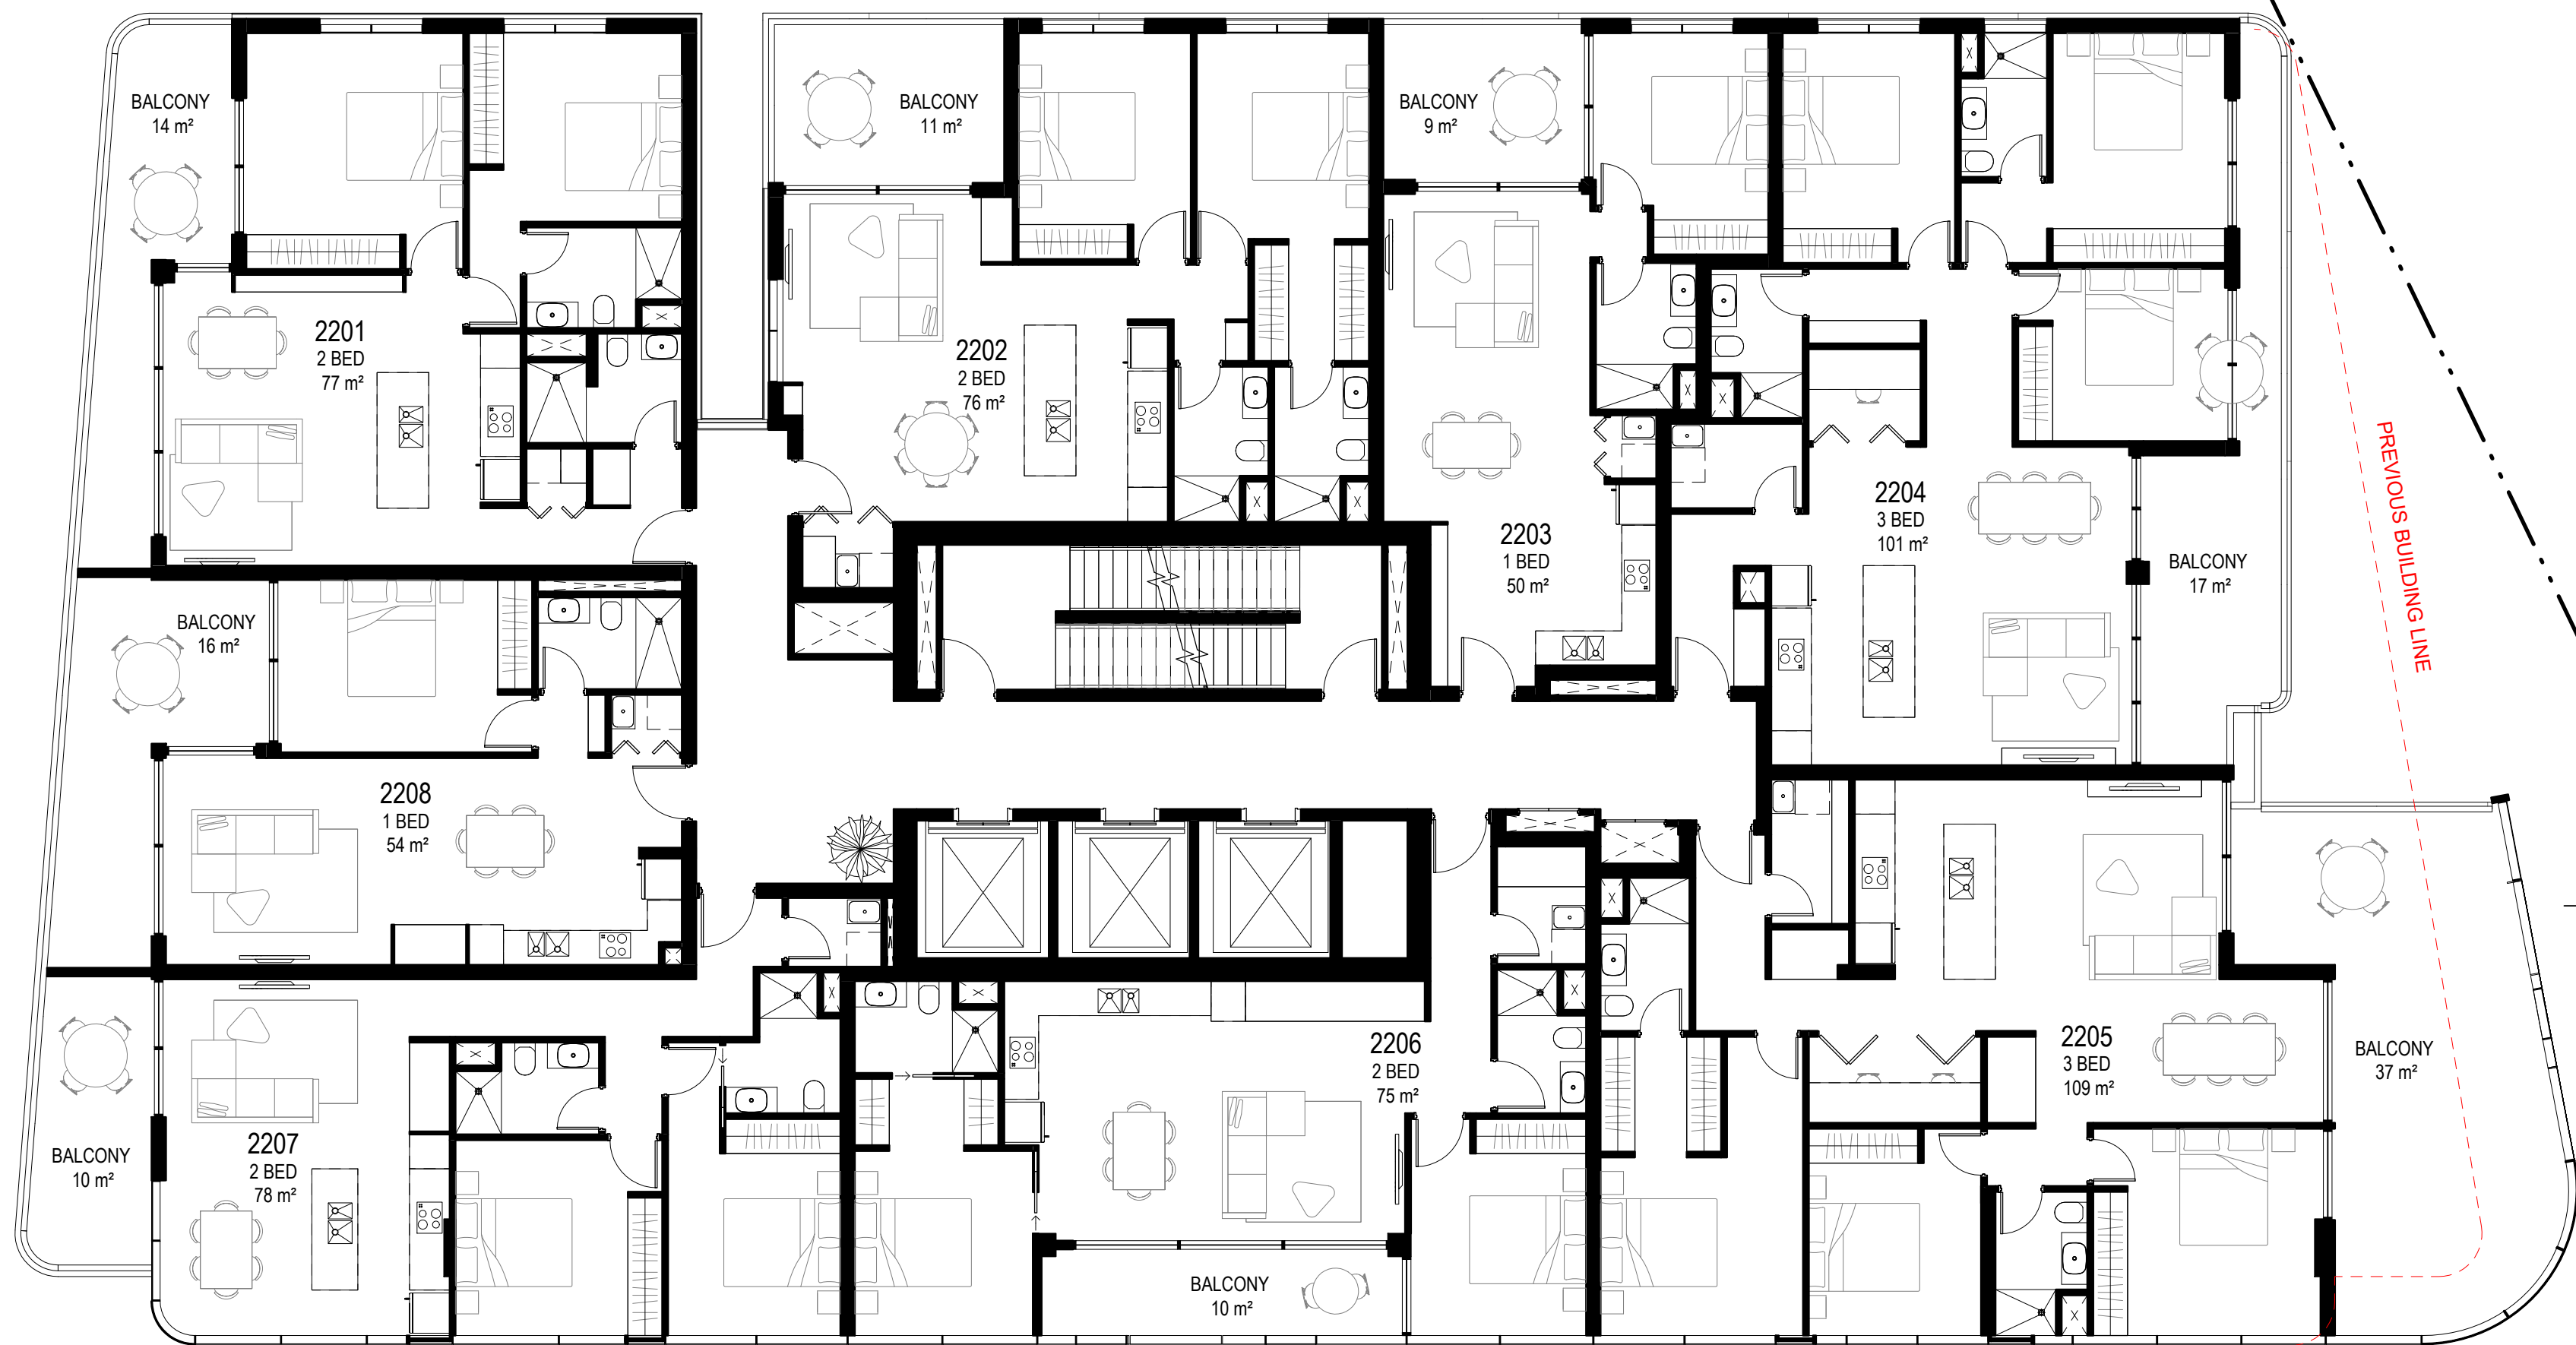 BALCONY
14 m²
BALCONY
11 m²
BALCONY
9 m²
2201
2 BED
77 m²
2202
2 BED
76 m²
2203
1 BED
50 m²
2204
3 BED
101 m²
BALCONY
17 m²
PREVIOUS BUILDING LINE
BALCONY
16 m²
2208
1 BED
54 m²
2206
2 BED
75 m²
2205
3 BED
109 m²
BALCONY
37 m²
2207
2 BED
78 m²
BALCONY
10 m²
BALCONY
10 m²